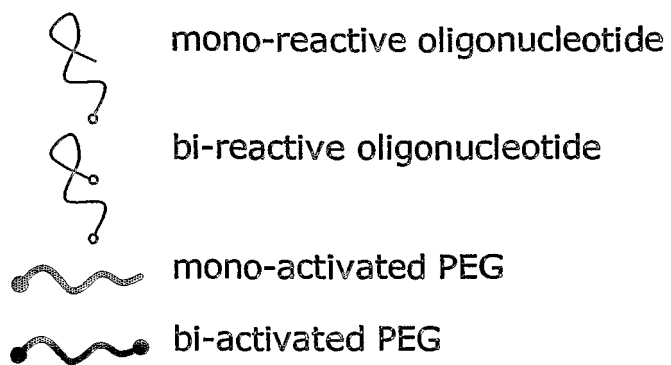 mono-reactive oligonucleotide
bi-reactive oligonucleotide
mono-activated PEG
bi-activated PEG